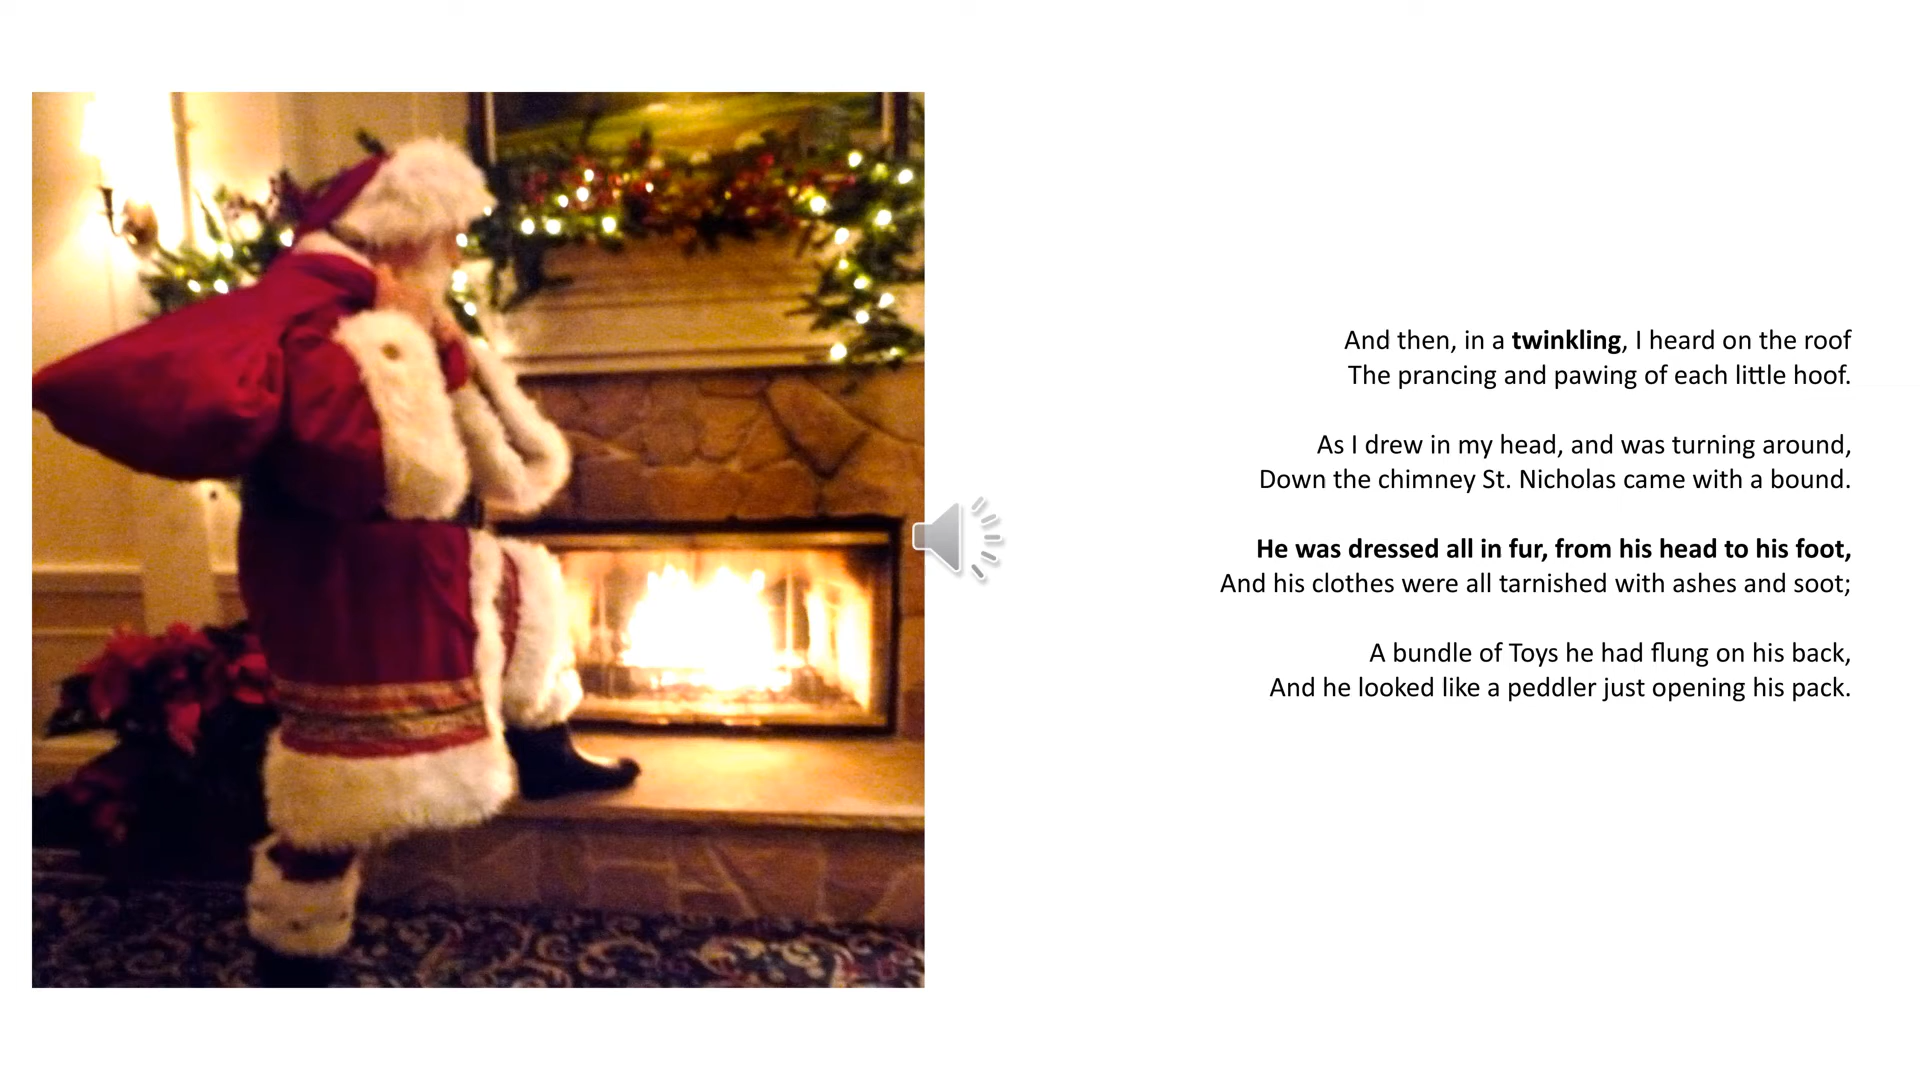 And then, in a twinkling, I heard on the roof
The prancing and pawing of each little hoof.
As I drew in my head, and was turning around,
Down the chimney St. Nicholas came with a bound.
He was dressed all in fur, from his head to his foot,
And his clothes were all tarnished with ashes and soot;
A bundle of Toys he had flung on his back,
And he looked like a peddler just opening his pack.